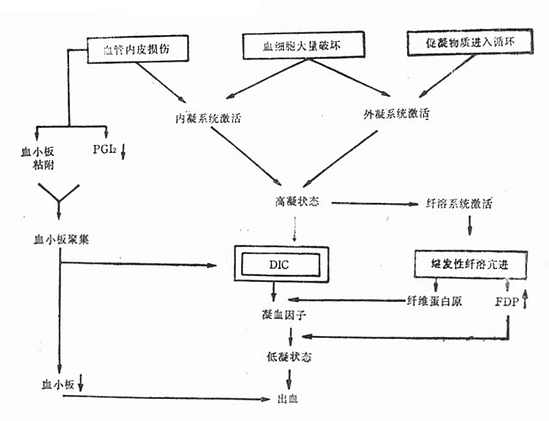 血管内皮损伤
血细胞大量破坏
促凝物质进入循环
内凝系统激活
外凝系统激活
血小板
粘附
PGI₂
高凝状态
纤溶系统激活
血小板聚集
DIC
继发性纤溶亢进
纤维蛋白原
FDP
凝血因子
低凝状态
血小板
出血